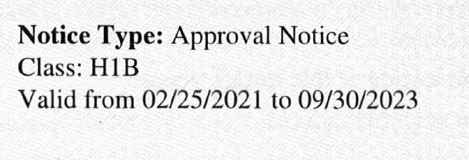 Notice Type: Approval Notice
Class: H1B
Valid from 02/25/2021 to 09/30/2023